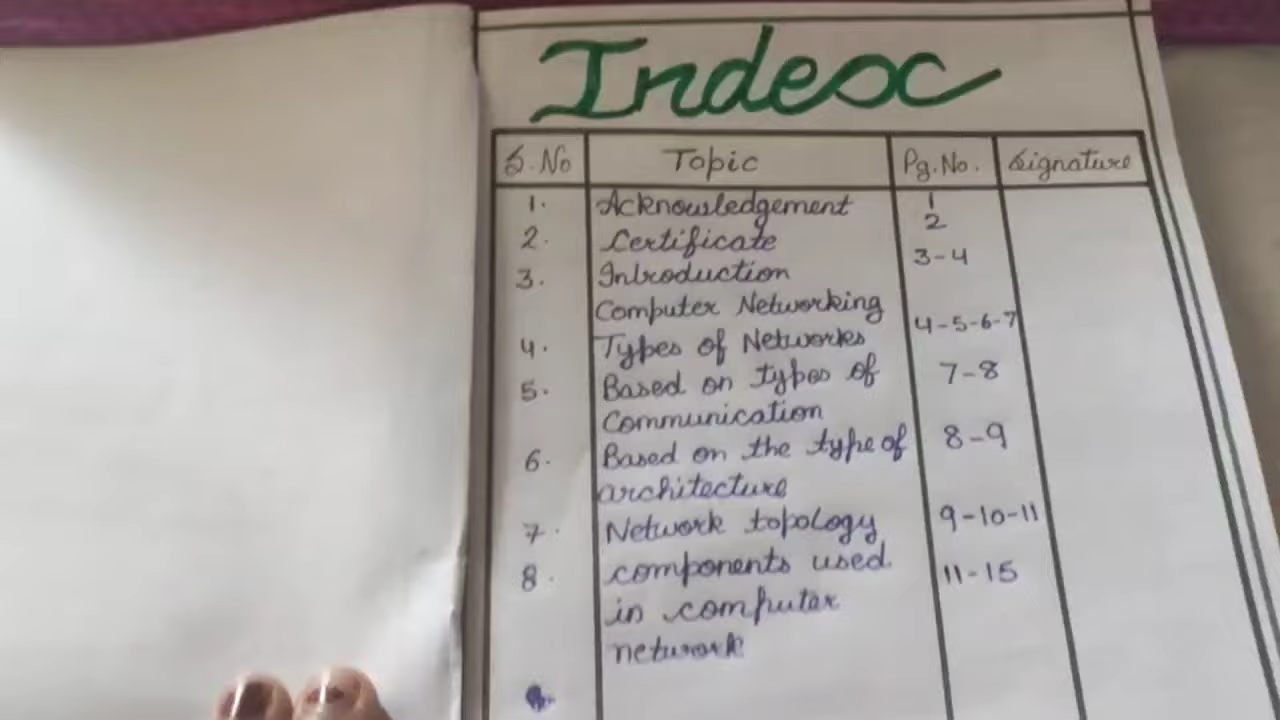 Index
S.No Topic Pg.No. Signature
1. Acknowledgement 1
2. Certificate 2
3. Introduction 3-4
Computer Networking
4. Types of Networks 4-5-6-7
5. Based on types of 7-8
Communication
6. Based on the type of 8-9
architecture
7. Network topology 9-10-11
8. components used 11-15
in computer
network